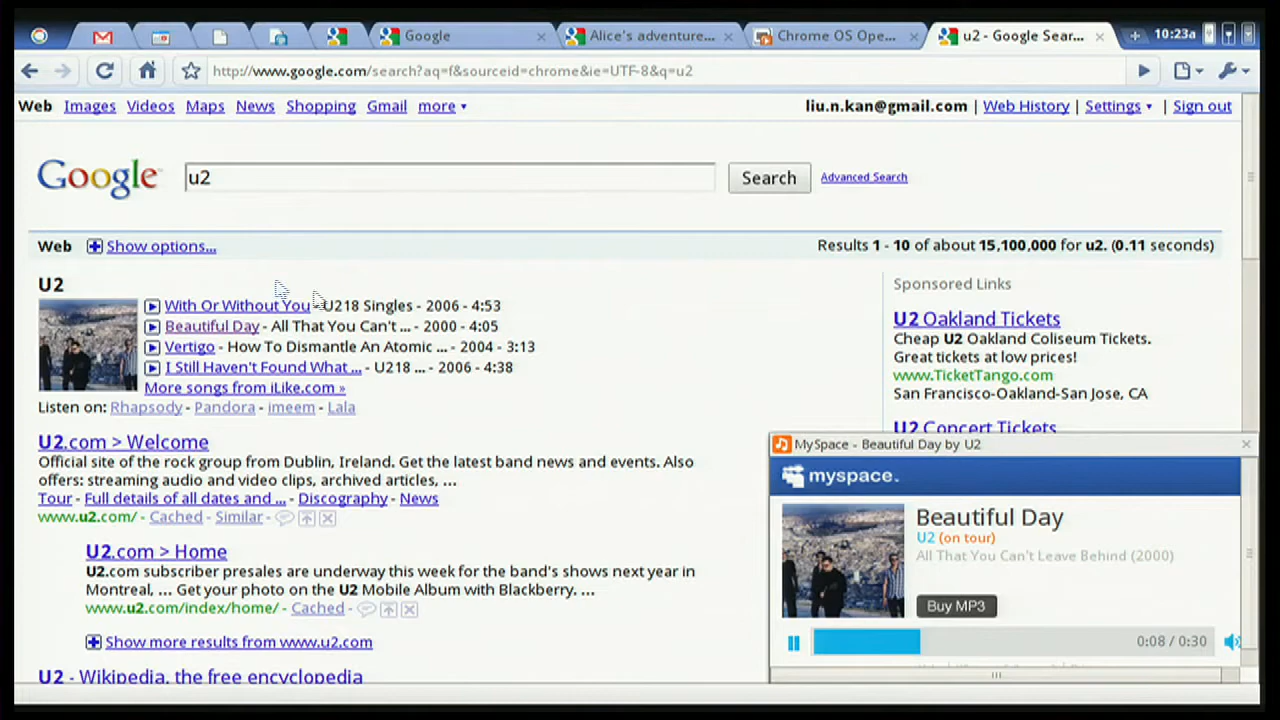 Google
Alice's adventure...
Chrome OS Ope...
u2 - Google Sear...
10:23a
http://www.google.com/search?aq=f&sourceid=chrome&ie=UTF-8&q=u2
Web Images Videos Maps News Shopping Gmail more
liu.n.kan@gmail.com | Web History | Settings | Sign out
Google
u2
Search
Advanced Search
Web Show options...
Results 1 - 10 of about 15,100,000 for u2. (0.11 seconds)
U2
With Or Without You - U218 Singles - 2006 - 4:53
Beautiful Day - All That You Can't ... - 2000 - 4:05
Vertigo - How To Dismantle An Atomic ... - 2004 - 3:13
I Still Haven't Found What ... - U218 ... - 2006 - 4:38
More songs from iLike.com »
Listen on: Rhapsody - Pandora - imeem - Lala
U2.com > Welcome
Official site of the rock group from Dublin, Ireland. Get the latest band news and events. Also
offers: streaming audio and video clips, archived articles, ...
Tour - Full details of all dates and ... - Discography - News
www.u2.com/ - Cached - Similar -
U2.com > Home
U2.com subscriber presales are underway this week for the band's shows next year in
Montreal, ... Get your photo on the U2 Mobile Album with Blackberry. ...
www.u2.com/index/home/ - Cached -
Show more results from www.u2.com
U2 - Wikipedia, the free encyclopedia
Sponsored Links
U2 Oakland Tickets
Cheap U2 Oakland Coliseum Tickets.
Great tickets at low prices!
www.TicketTango.com
San Francisco-Oakland-San Jose, CA
U2 Concert Tickets
MySpace - Beautiful Day by U2
myspace.
Beautiful Day
U2 (on tour)
All That You Can't Leave Behind (2000)
Buy MP3
0:08 / 0:30